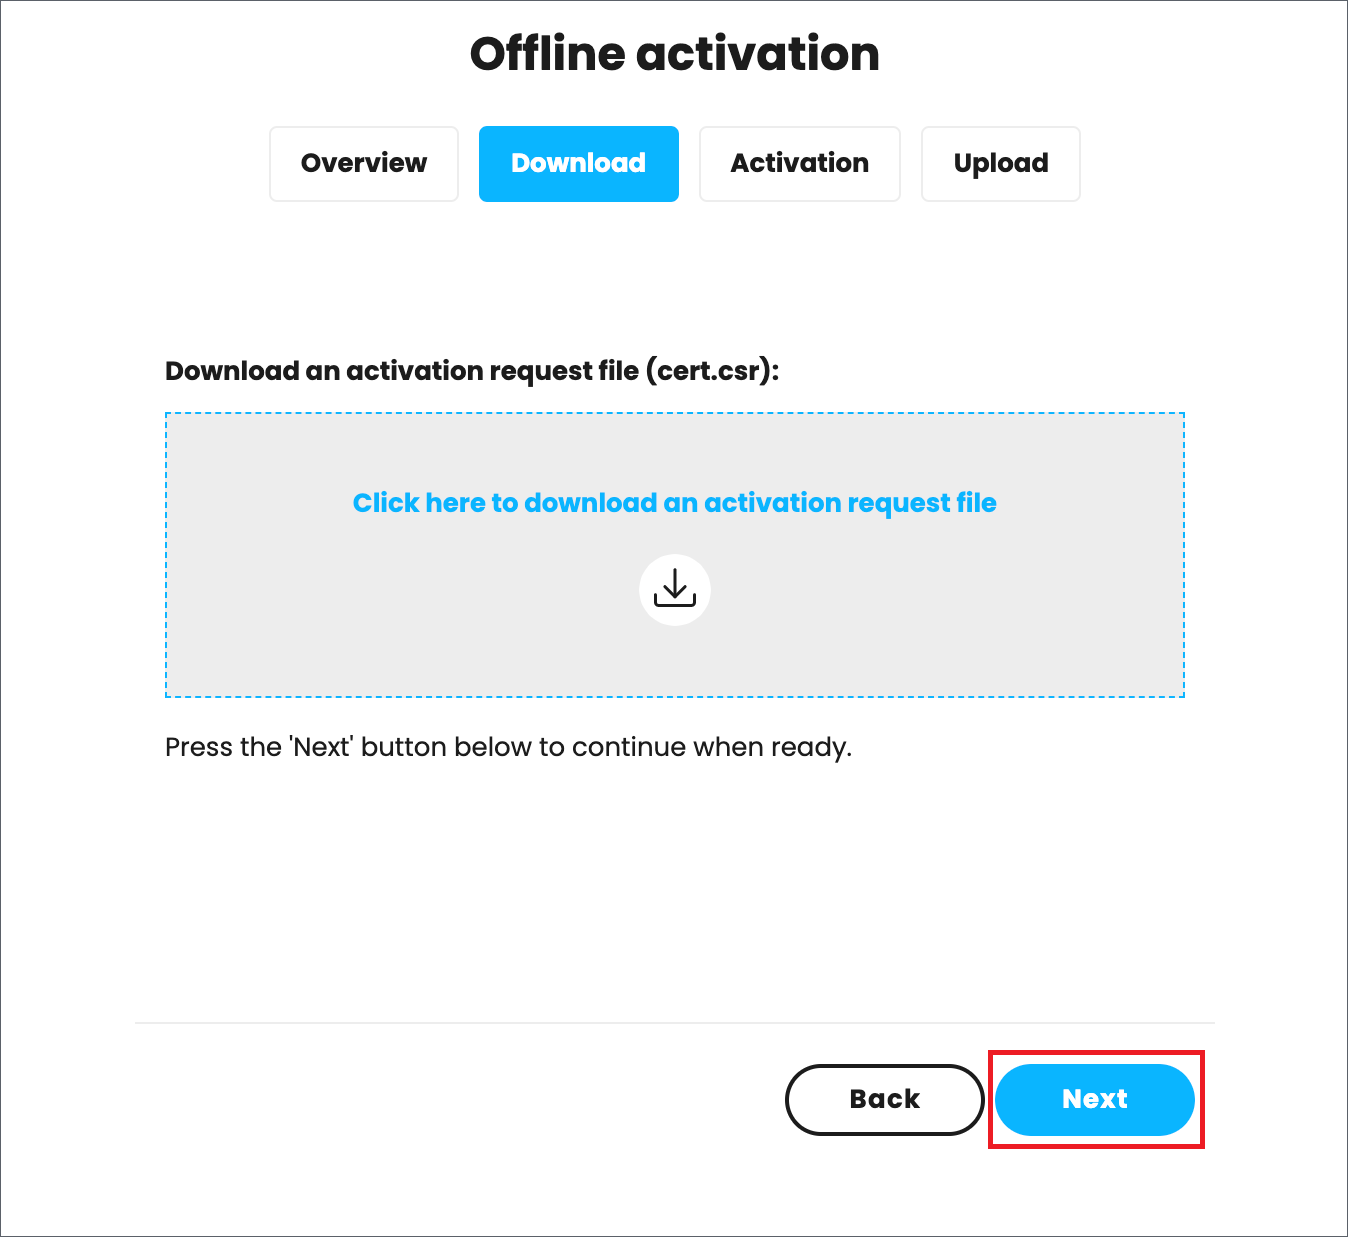 Offline activation
Overview
Download
Activation
Upload
Download an activation request file (cert.csr):
Click here to download an activation request file
Press the 'Next' button below to continue when ready.
Back
Next